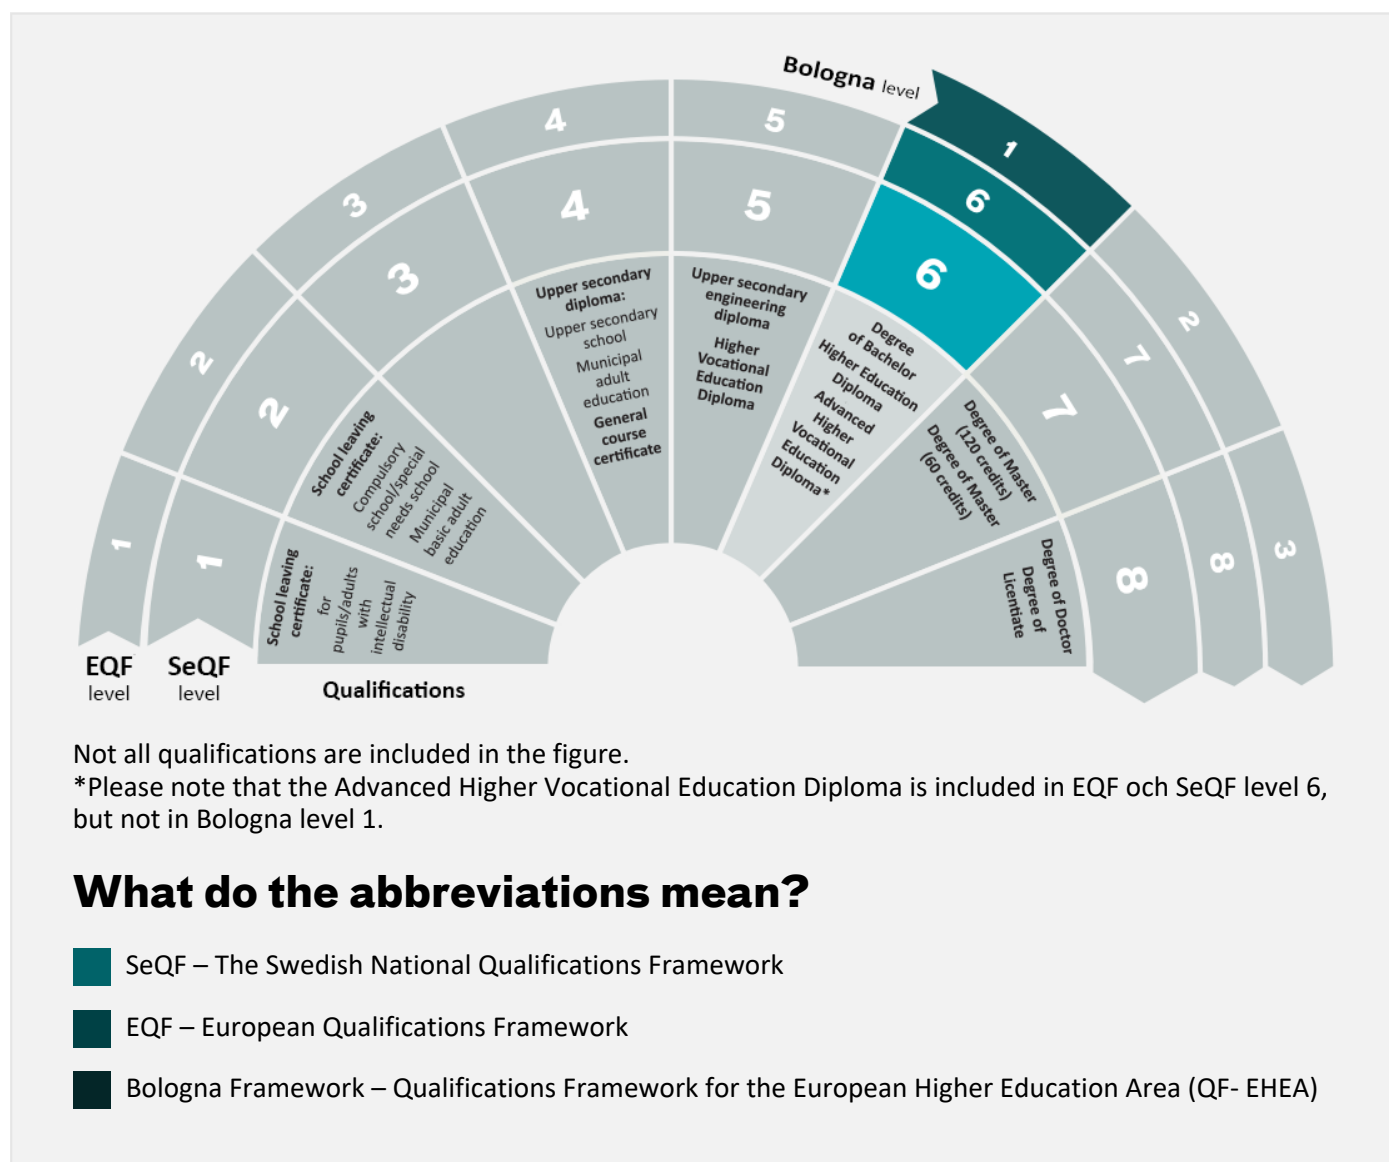 Bologna level
1
2
3
1
2
3
4
5
6
7
8
1
2
3
4
5
6
7
8
School leaving
certificate:
for
pupils/adults
with
intellectual
disability
School leaving
certificate:
Compulsory
school/special
needs school
Municipal
basic adult
education
Upper secondary
diploma:
Upper secondary
school
Municipal
adult
education
General
course
certificate
Upper secondary
engineering
diploma
Higher
Vocational
Education
Diploma
Degree
of Bachelor
Higher Education
Diploma
Advanced
Higher
Vocational
Education
Diploma*
Degree of Master
(120 credits)
Degree of Master
(60 credits)
Degree of Doctor
Degree of
Licentiate
EQF
level
SeQF
level
Qualifications
Not all qualifications are included in the figure.
*Please note that the Advanced Higher Vocational Education Diploma is included in EQF och SeQF level 6,
but not in Bologna level 1.
What do the abbreviations mean?
SeQF – The Swedish National Qualifications Framework
EQF – European Qualifications Framework
Bologna Framework – Qualifications Framework for the European Higher Education Area (QF- EHEA)